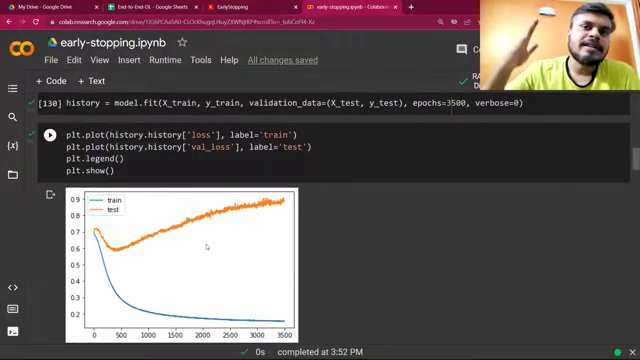 My Drive - Google Drive
End-to-End-DL - Google Sheets
EarlyStopping
early-stopping.ipynb - Colabora
colab.research.google.com/drive/
early-stopping.ipynb
File Edit View Insert Runtime Tools Help All changes saved
+ Code + Text
RA
[130] history = model.fit(X_train, y_train, validation_data=(X_test, y_test), epochs=3500, verbose=0)
plt.plot(history.history['loss'], label='train')
plt.plot(history.history['val_loss'], label='test')
plt.legend()
plt.show()
train
test
0.9
0.8
0.7
0.6
0.5
0.4
0.3
0.2
0 500 1000 1500 2000 2500 3000 3500
0s completed at 3:52 PM